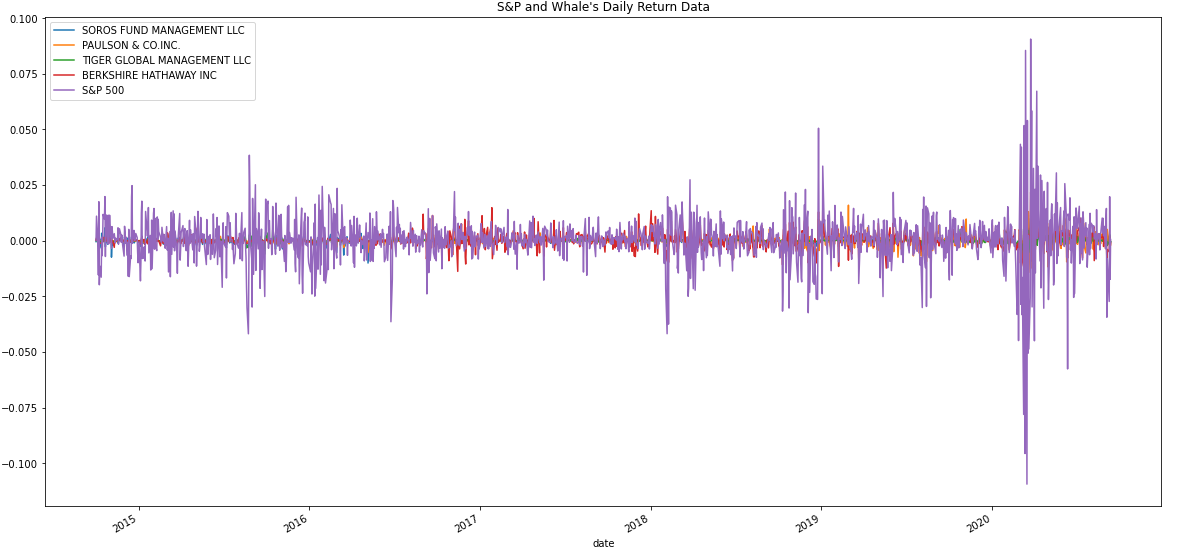 S&P and Whale's Daily Return Data
SOROS FUND MANAGEMENT LLC
PAULSON & CO.INC.
TIGER GLOBAL MANAGEMENT LLC
BERKSHIRE HATHAWAY INC
S&P 500
0.100
0.075
0.050
0.025
0.000
−0.025
−0.050
−0.075
−0.100
2015
2016
2017
2018
2019
2020
date